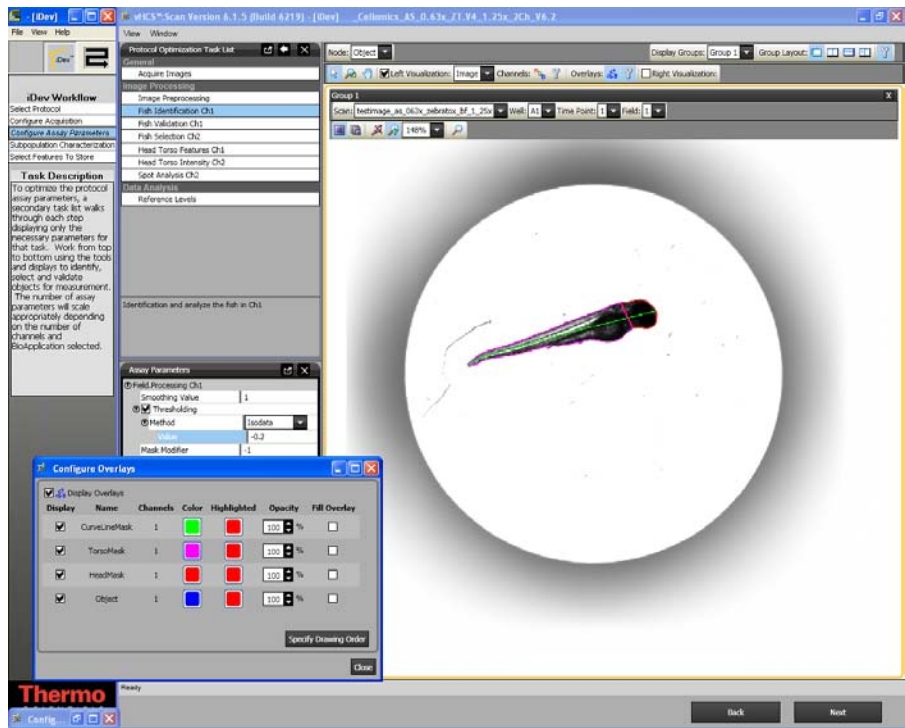 - [iDev]
vHCS™:Scan Version 6.1.5 (Build 6219) - [iDev] _Cellomics_AS_0.63x_Z1.V4_1.25x_2Ch_V6.2
File View Help
View Window
iDev™
iDev Workflow
Select Protocol
Configure Acquisition
Configure Assay Parameters
Subpopulation Characterization
Select Features To Store
Task Description
To optimize the protocol
assay parameters, a
secondary task list walks
through each step
displaying only the
necessary parameters for
that task. Work from top
to bottom using the tools
and displays to identify,
select and validate
objects for measurement.
The number of assay
parameters will scale
appropriately depending
on the number of
channels and
BioApplication selected.
Protocol Optimization Task List
General
Acquire Images
Image Processing
Image Preprocessing
Fish Identification Ch1
Fish Validation Ch1
Fish Selection Ch2
Head Torso Features Ch1
Head Torso Intensity Ch2
Spot Analysis Ch2
Data Analysis
Reference Levels
Identification and analyze the fish in Ch1
Assay Parameters
Field.Processing Ch1
Smoothing Value 1
Thresholding
Method Isodata
Value -0.2
Mask Modifier -1
Node: Object Display Groups: Group 1 Group Layout:
Left Visualization: Image Channels: Overlays: Right Visualization:
Group 1 X
Scan: testimage_as_063x_zebratox_bf_1_25x Well: A1 Time Point: 1 Field: 1
148%
Configure Overlays
Display Overlays
Display Name Channels Color Highlighted Opacity Fill Overlay
CurveLineMask 1 100 %
TorsoMask 1 100 %
HeadMask 1 100 %
Object 1 100 %
Specify Drawing Order
Close
Thermo
Ready
Config...
Back Next